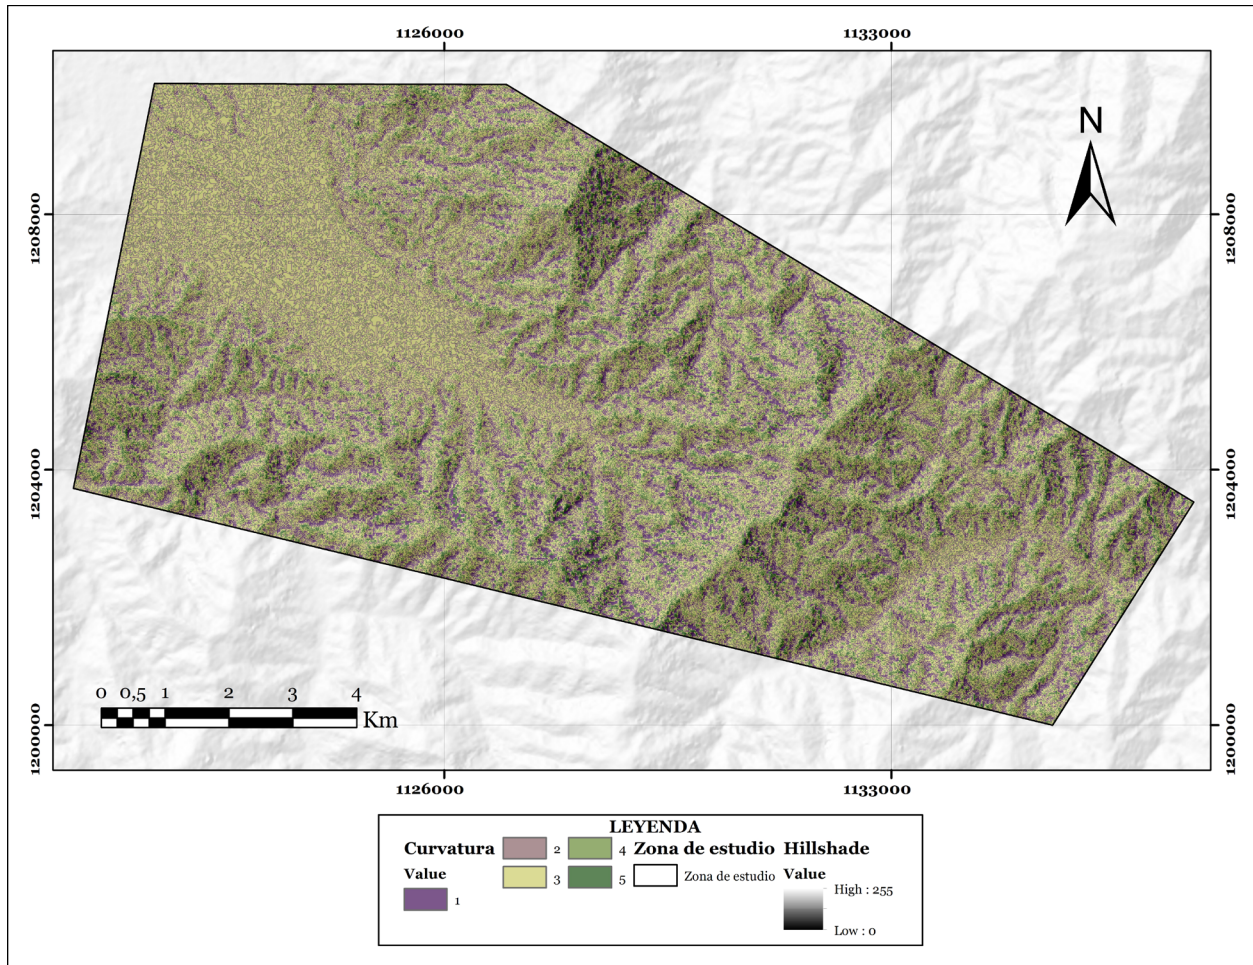 1126000 1133000
N
1208000 1208000
1204000 1204000
0 0,5 1 2 3 4
Km
1200000 1200000
1126000 1133000
LEYENDA
Curvatura 2 4 Zona de estudio Hillshade
Value 3 5 Zona de estudio Value
1 High : 255
Low : 0